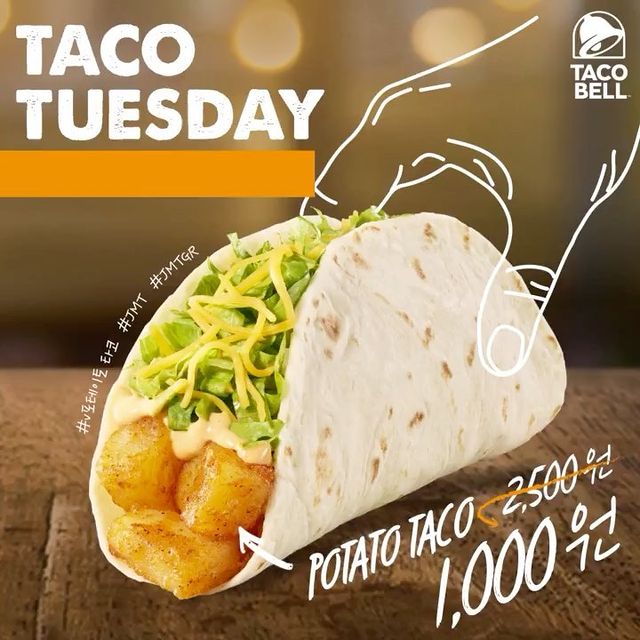 TACO
TUESDAY
TACO
BELL
#v포테이토 타코 #JMT #JMTGR
POTATO TACO 2,500원
1,000원